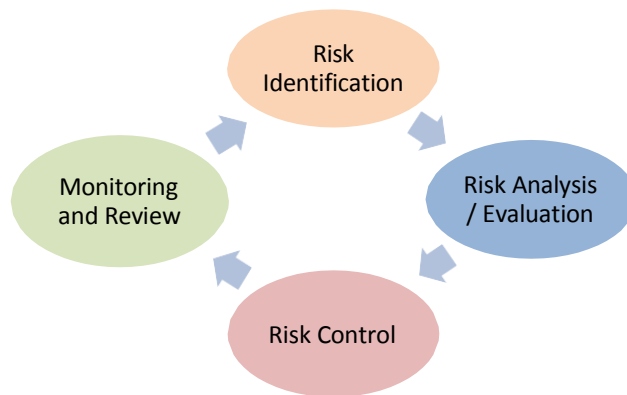 Risk
Identification
Risk Analysis
/ Evaluation
Risk Control
Monitoring
and Review